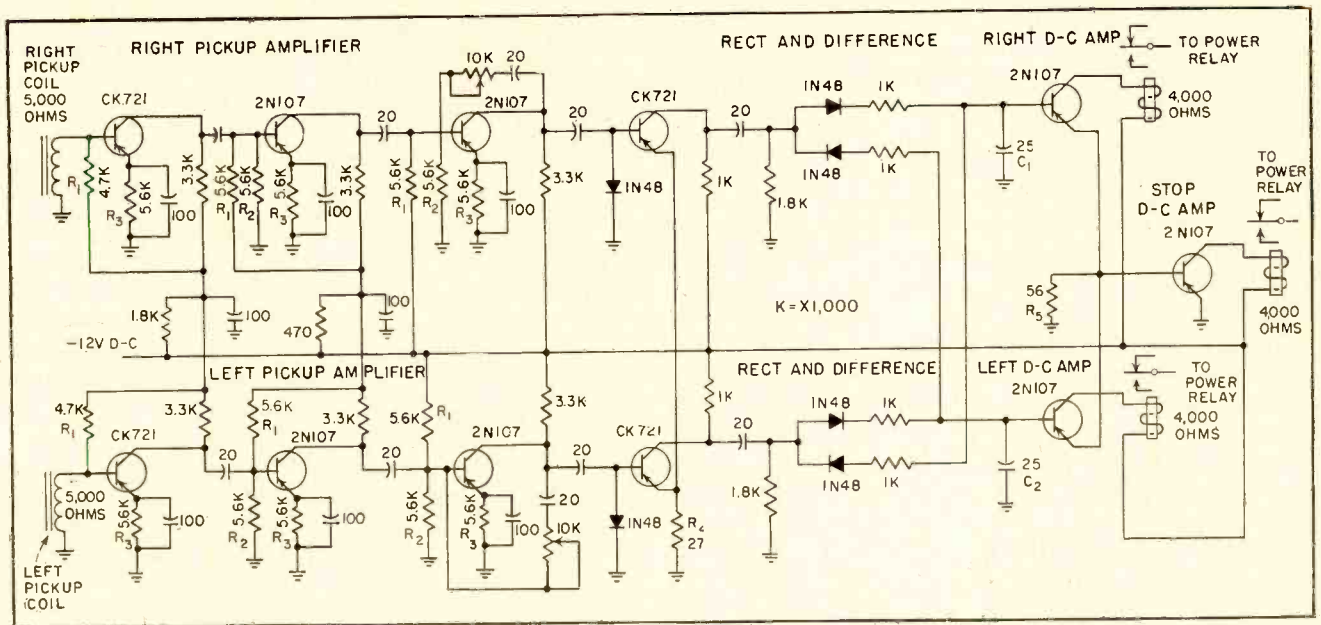 RIGHT PICKUP AMPLIFIER
RECT AND DIFFERENCE
RIGHT D-C AMP
TO POWER
RELAY
RIGHT
PICKUP
COIL
5,000
OHMS
CK721
2N107
10K
20
2N107
20
20
CK721
20
1N48
1K
2N107
4,000
OHMS
R1
4.7K
R3
5.6K
100
3.3K
5.6K
R1
5.6K
R2
5.6K
R3
100
3.3K
5.6K
R1
5.6K
R2
5.6K
R3
100
3.3K
1N48
1K
1.8K
1N48
1K
25
C1
TO
POWER
RELAY
STOP
D-C AMP
2N107
56
R5
4,000
OHMS
1.8K
100
470
100
K=X1,000
-12V D-C
LEFT PICKUP AMPLIFIER
RECT AND DIFFERENCE
LEFT D-C AMP
TO
POWER
RELAY
4.7K
R1
3.3K
5.6K
R1
3.3K
5.6K
R1
3.3K
1K
1N48
1K
2N107
4,000
OHMS
CK721
20
2N107
20
2N107
20
CK721
20
5,000
OHMS
5.6K
R3
100
5.6K
R2
5.6K
R3
100
5.6K
R2
5.6K
R3
100
20
10K
1N48
R4
27
1.8K
1N48
1K
25
C2
LEFT
PICKUP
COIL